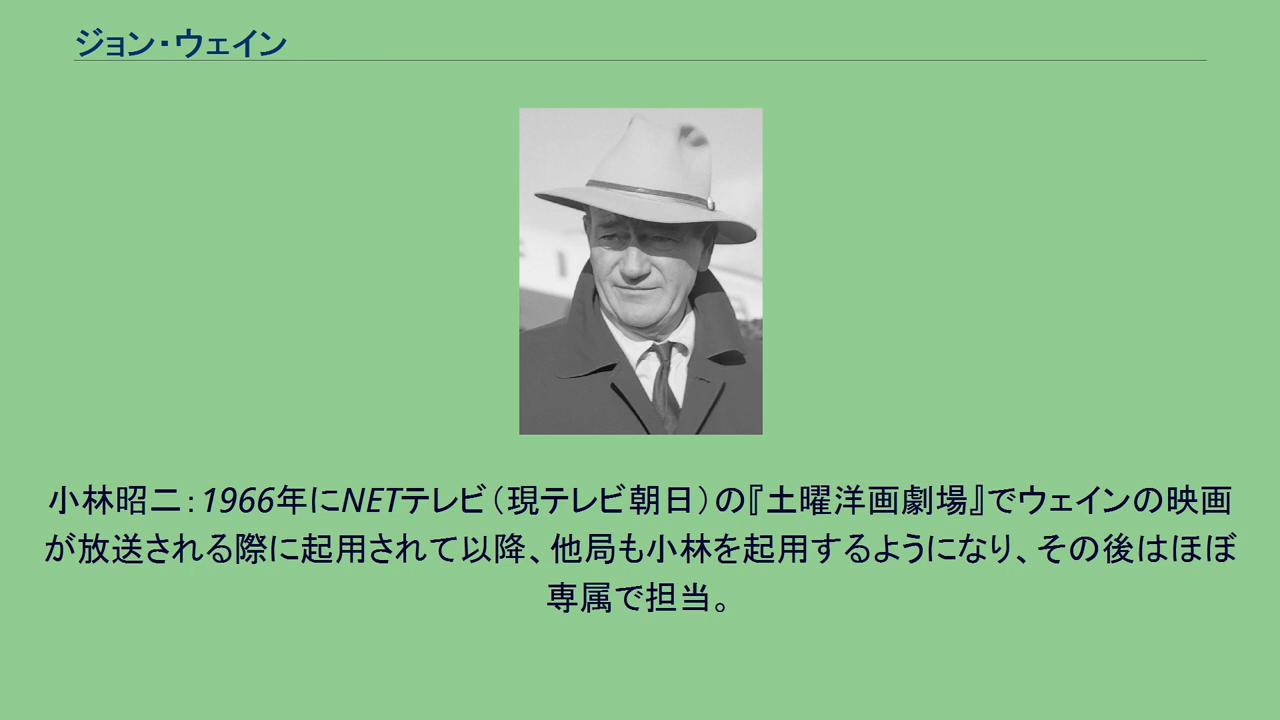 ジョン・ウェイン
小林昭二：1966年にNETテレビ（現テレビ朝日）の『土曜洋画劇場』でウェインの映画
が放送される際に起用されて以降、他局も小林を起用するようになり、その後はほぼ
専属で担当。